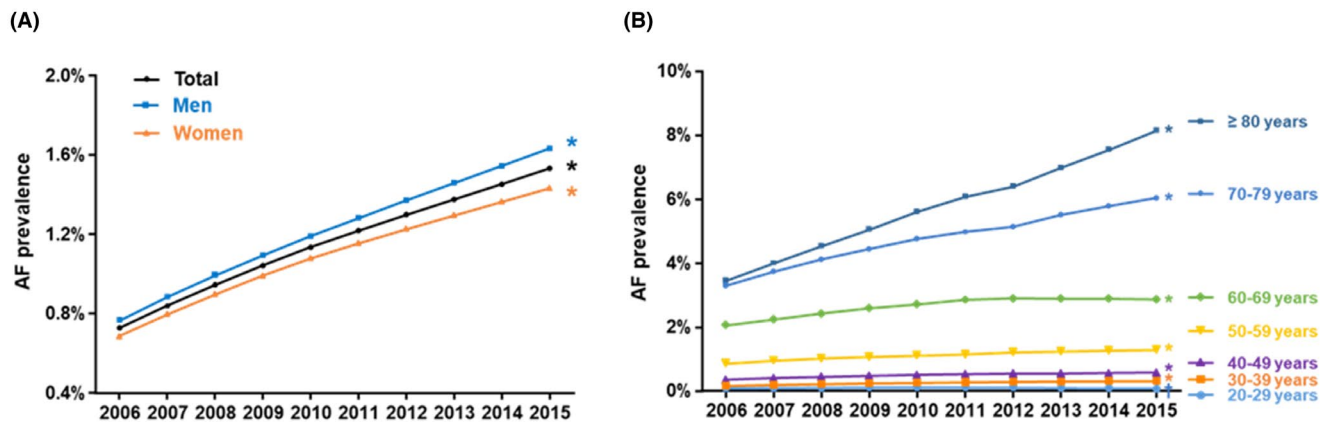 (A)
AF prevalence
2.0%
1.6%
1.2%
0.8%
0.4%
Total
Men
Women
*
*
*
2006 2007 2008 2009 2010 2011 2012 2013 2014 2015
(B)
AF prevalence
10%
8%
6%
4%
2%
0%
≥ 80 years
*
70-79 years
*
60-69 years
*
50-59 years
*
40-49 years
*
30-39 years
*
20-29 years
2006 2007 2008 2009 2010 2011 2012 2013 2014 2015